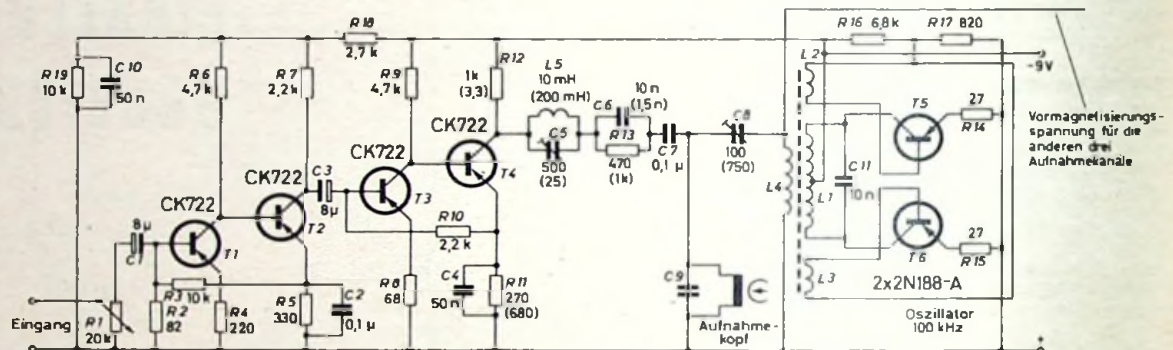 R18
2,7 k
R16 6,8 k
R17 820
-9V
R19
10 k
C10
50 n
R6
4,7 k
R7
2,2 k
R9
4,7 k
R12
1k
(3,3)
L5
10 mH
(200 mH)
C5
500
(25)
C6
10 n
(1,5 n)
R13
470
(1k)
C7
0,1 µ
C8
100
(750)
L2
L4
L1
L3
C11
10 n
T5
T6
27
R14
27
R15
2x2N188-A
Oszillator
100 kHz
Vormagnetisierungs-
spannung für die
anderen drei
Aufnahmekanäle
CK722
T1
CK722
T2
CK722
T3
CK722
T4
8µ
C1
C3
8µ
R10
2,2 k
Eingang
R1
20 k
R2
82
R3 10 k
R4
220
R5
330
C2
0,1 µ
R8
68
C4
50 n
R11
270
(680)
C9
Aufnahme-
kopf
+